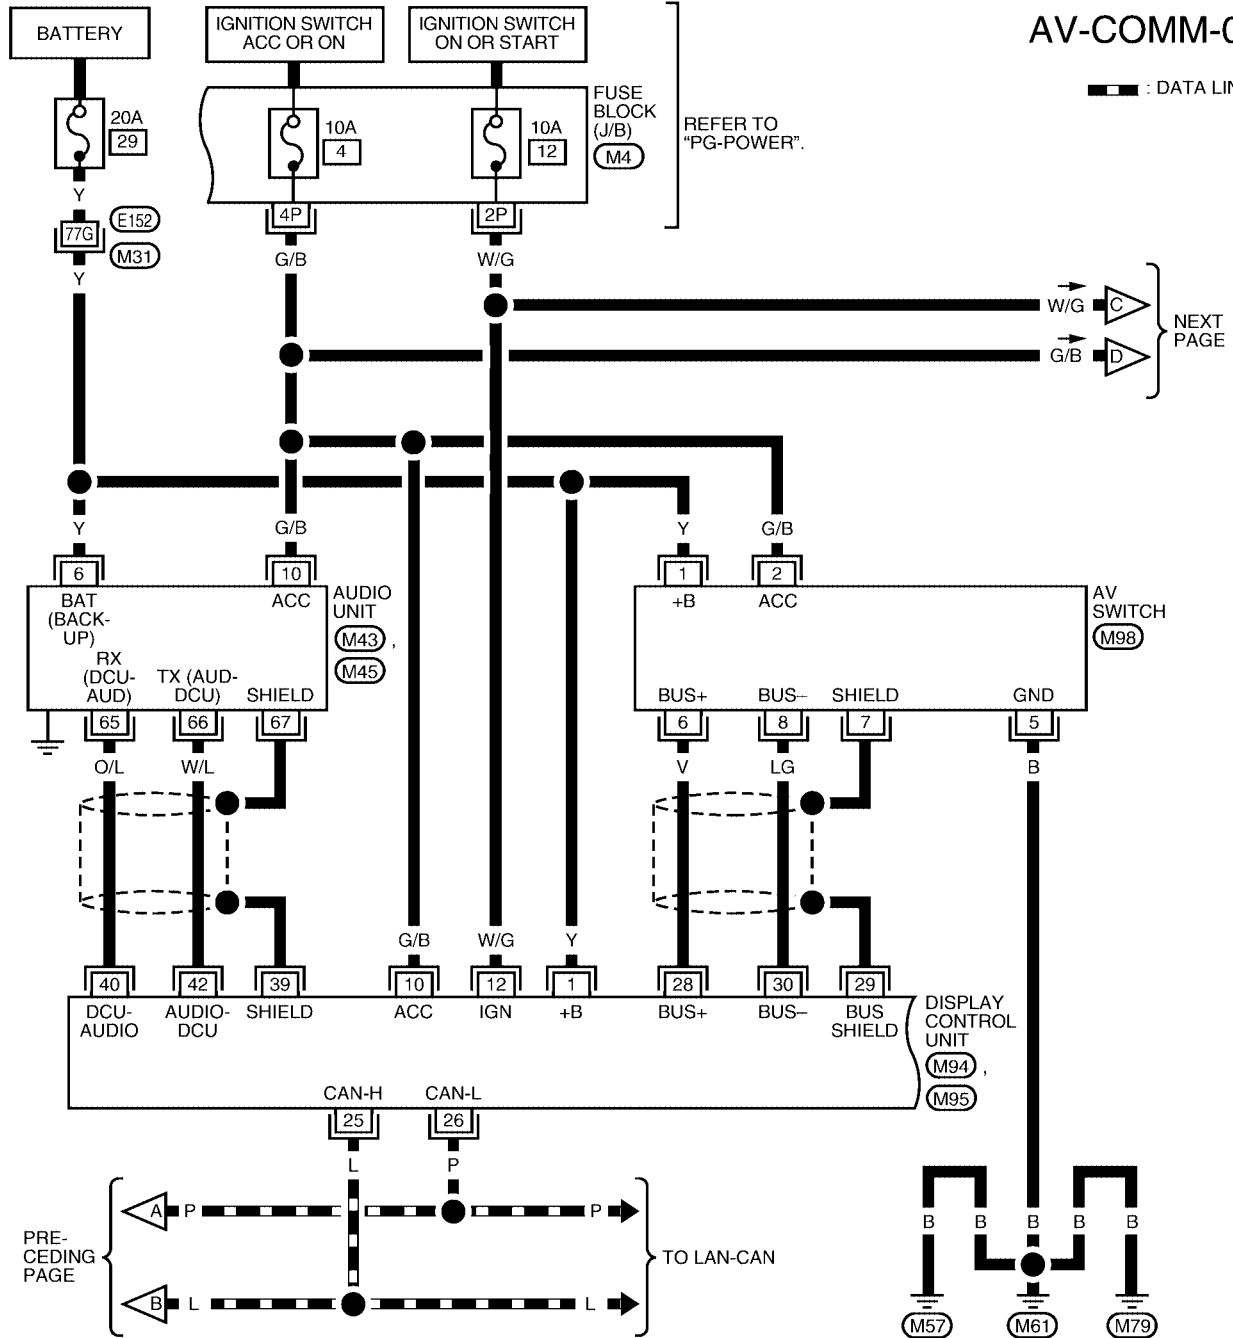 AV-COMM-0
: DATA LIN
BATTERY
IGNITION SWITCH
ACC OR ON
IGNITION SWITCH
ON OR START
20A
29
10A
4
10A
12
FUSE
BLOCK
(J/B)
M4
REFER TO
“PG-POWER”.
Y
77G
E152
M31
Y
4P
2P
G/B
W/G
W/G
C
G/B
D
NEXT
PAGE
Y
G/B
Y
G/B
6
10
1
2
BAT
(BACK-
UP)
ACC
AUDIO
UNIT
M43 ,
M45
RX
(DCU-
AUD)
TX (AUD-
DCU)
SHIELD
+B
ACC
AV
SWITCH
M98
BUS+
BUS–
SHIELD
GND
65
66
67
6
8
7
5
O/L
W/L
V
LG
B
G/B
W/G
Y
40
42
39
10
12
1
28
30
29
DCU-
AUDIO
AUDIO-
DCU
SHIELD
ACC
IGN
+B
BUS+
BUS–
BUS
SHIELD
DISPLAY
CONTROL
UNIT
M94 ,
M95
CAN-H
CAN-L
25
26
L
P
A
P
P
PRE-
CEDING
PAGE
TO LAN-CAN
B
L
L
B
B
B
B
B
M57
M61
M79